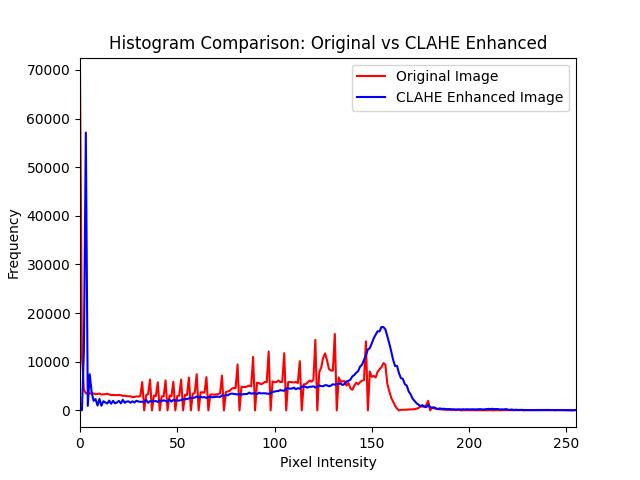 Histogram Comparison: Original vs CLAHE Enhanced
Original Image
CLAHE Enhanced Image
Frequency
70000
60000
50000
40000
30000
20000
10000
0
0 50 100 150 200 250
Pixel Intensity